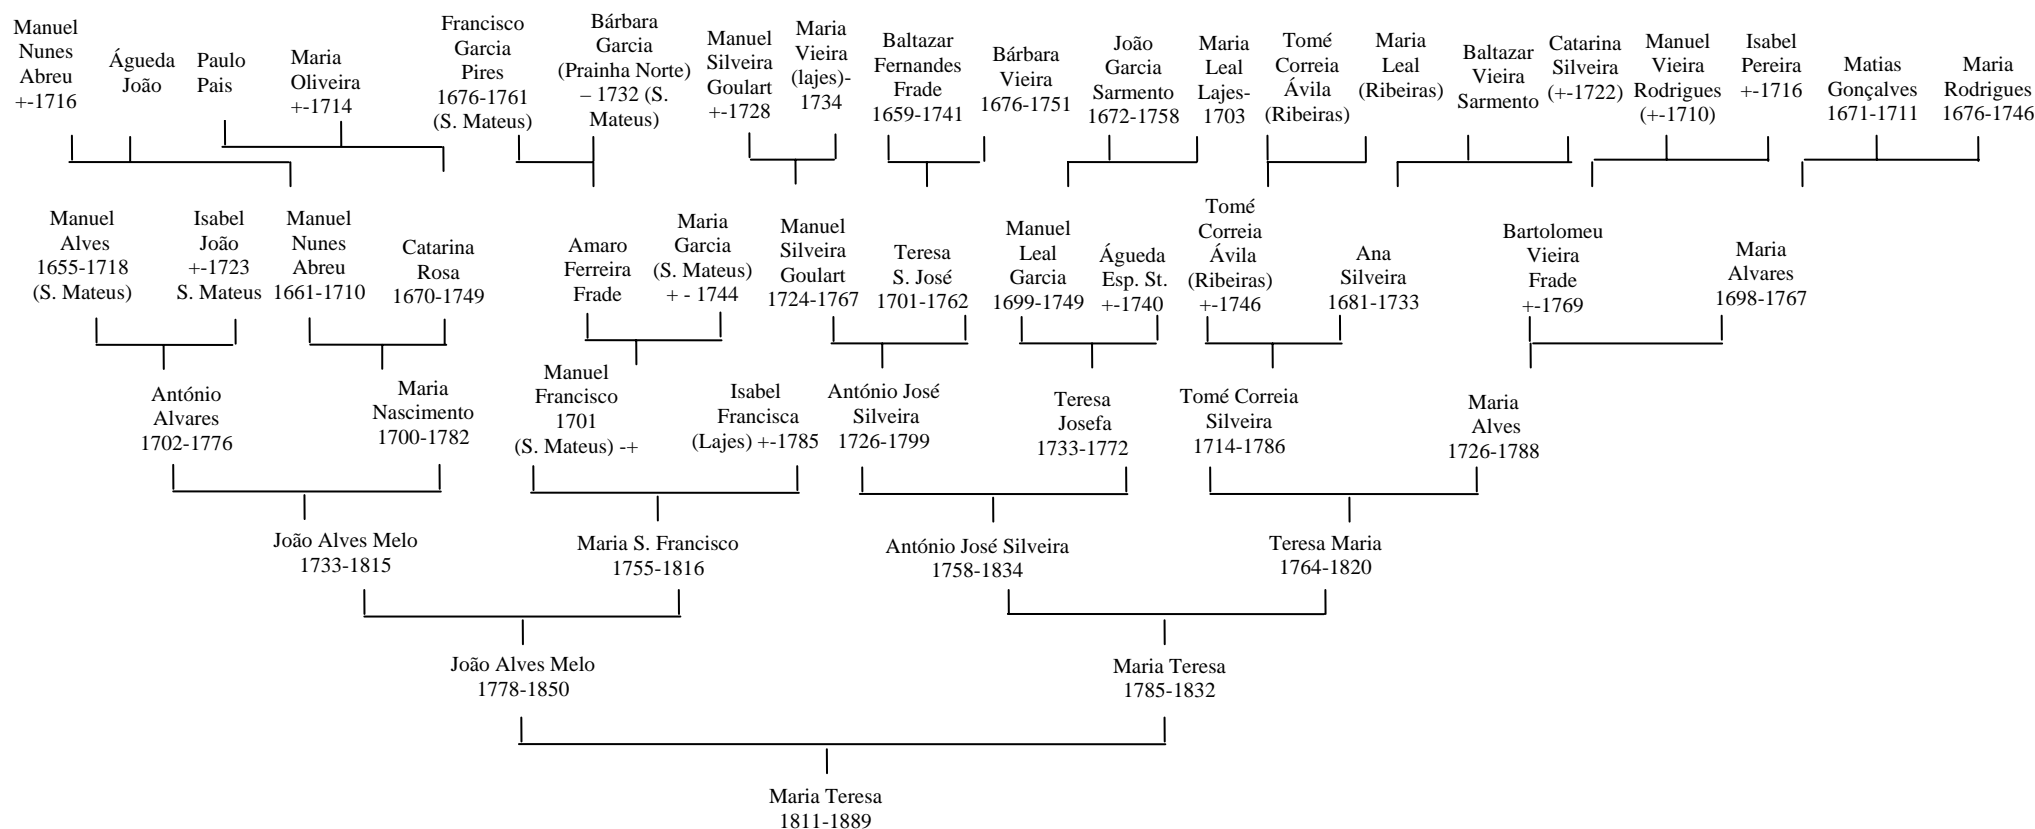 Manuel
Nunes
Abreu
+-1716
Águeda
João
Paulo
Pais
Maria
Oliveira
+-1714
Francisco
Garcia
Pires
1676-1761
(S. Mateus)
Bárbara
Garcia
(Prainha Norte)
– 1732 (S.
Mateus)
Manuel
Silveira
Goulart
+-1728
Maria
Vieira
(lajes)-
1734
Baltazar
Fernandes
Frade
1659-1741
Bárbara
Vieira
1676-1751
João
Garcia
Sarmento
1672-1758
Maria
Leal
Lajes-
1703
Tomé
Correia
Ávila
(Ribeiras)
Maria
Leal
(Ribeiras)
Baltazar
Vieira
Sarmento
Catarina
Silveira
(+-1722)
Manuel
Vieira
Rodrigues
(+-1710)
Isabel
Pereira
+-1716
Matias
Gonçalves
1671-1711
Maria
Rodrigues
1676-1746
Manuel
Alves
1655-1718
(S. Mateus)
Isabel
João
+-1723
S. Mateus
Manuel
Nunes
Abreu
1661-1710
Catarina
Rosa
1670-1749
Amaro
Ferreira
Frade
Maria
Garcia
(S. Mateus)
+ - 1744
Manuel
Silveira
Goulart
1724-1767
Teresa
S. José
1701-1762
Manuel
Leal
Garcia
1699-1749
Águeda
Esp. St.
+-1740
Tomé
Correia
Ávila
(Ribeiras)
+-1746
Ana
Silveira
1681-1733
Bartolomeu
Vieira
Frade
+-1769
Maria
Alvares
1698-1767
António
Alvares
1702-1776
Maria
Nascimento
1700-1782
Manuel
Francisco
1701
(S. Mateus) -+
Isabel
Francisca
(Lajes) +-1785
António José
Silveira
1726-1799
Teresa
Josefa
1733-1772
Tomé Correia
Silveira
1714-1786
Maria
Alves
1726-1788
João Alves Melo
1733-1815
Maria S. Francisco
1755-1816
António José Silveira
1758-1834
Teresa Maria
1764-1820
João Alves Melo
1778-1850
Maria Teresa
1785-1832
Maria Teresa
1811-1889